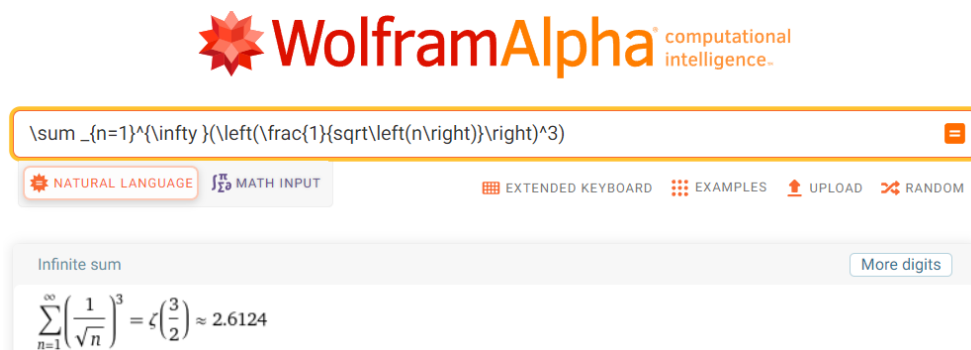 WolframAlpha computational intelligence.
\sum _{n=1}^{\infty }(\left(\frac{1}{sqrt\left(n\right)}\right)^3)
=
NATURAL LANGUAGE ∫Σ∂π MATH INPUT EXTENDED KEYBOARD EXAMPLES UPLOAD RANDOM
Infinite sum More digits
∑_{n=1}^{∞} (1/√n)^3 = ζ(3/2) ≈ 2.6124